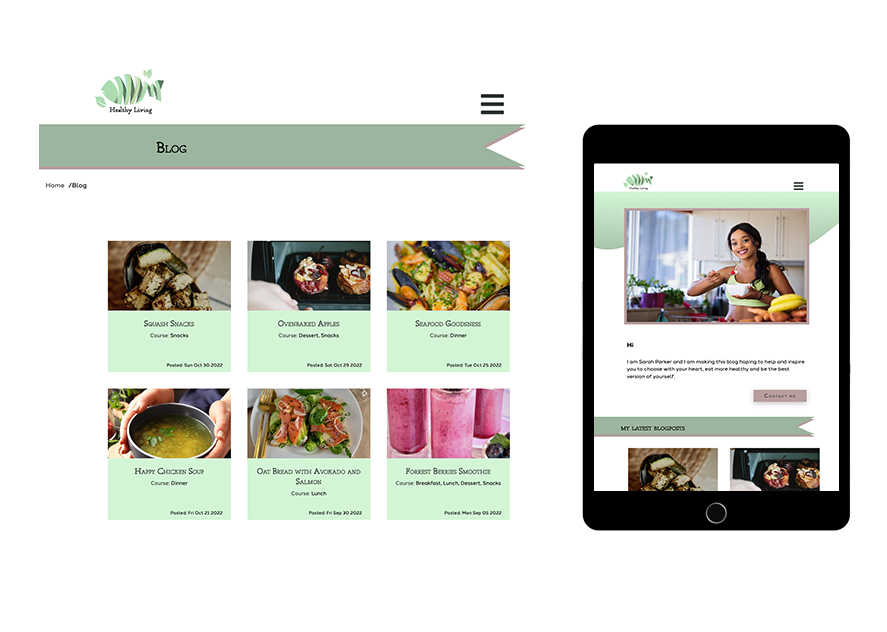 Healthy Living
Blog
Home /Blog
Squash Snacks
Course: Snacks
Posted: Sun Oct 30 2022
Ovenbaked Apples
Course: Dessert, Snacks
Posted: Sat Oct 29 2022
Seafood Goodsness
Course: Dinner
Posted: Tue Oct 25 2022
Happy Chicken Soup
Course: Dinner
Posted: Fri Oct 21 2022
Oat Bread with Avokado and
Salmon
Course: Lunch
Posted: Fri Sep 30 2022
Forrest Berries Smoothie
Course: Breakfast, Lunch, Dessert, Snacks
Posted: Mon Sep 05 2022
Healthy Living
Hi
I am Sarah Parker and I am making this blog hoping to help and inspire
you to choose with your heart, eat more healthy and be the best
version of yourself.
Contact me
My latest blogposts